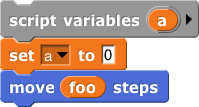 script variables a
set a to 0
move foo steps